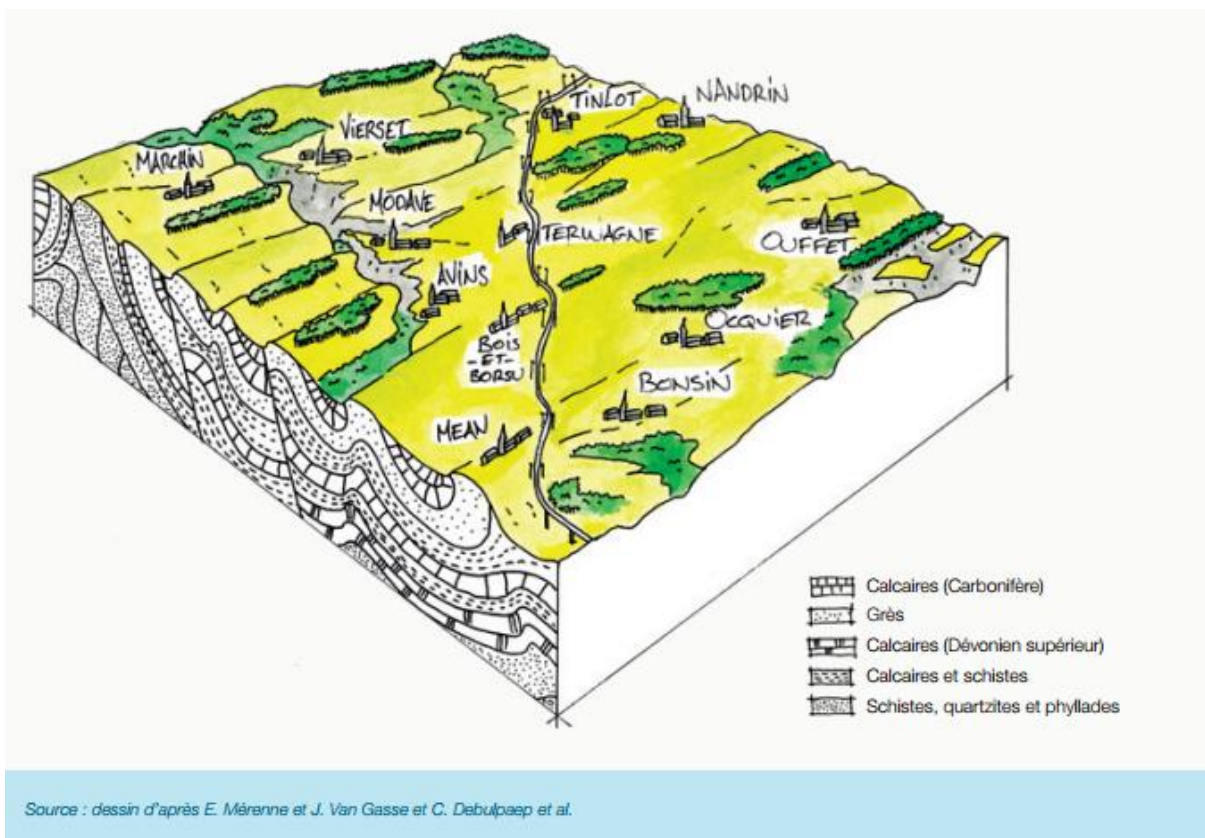 TINLOT
NANDRIN
VIERSET
MARCHIN
MODAVE
TERWAGNE
OUFFET
AVINS
OCQUIER
BOIS
-ET-
BORSU
BONSIN
MEAN
Calcaires (Carbonifère)
Grès
Calcaires (Dévonien supérieur)
Calcaires et schistes
Schistes, quartzites et phyllades
Source : dessin d'après E. Mérenne et J. Van Gasse et C. Debulpaep et al.